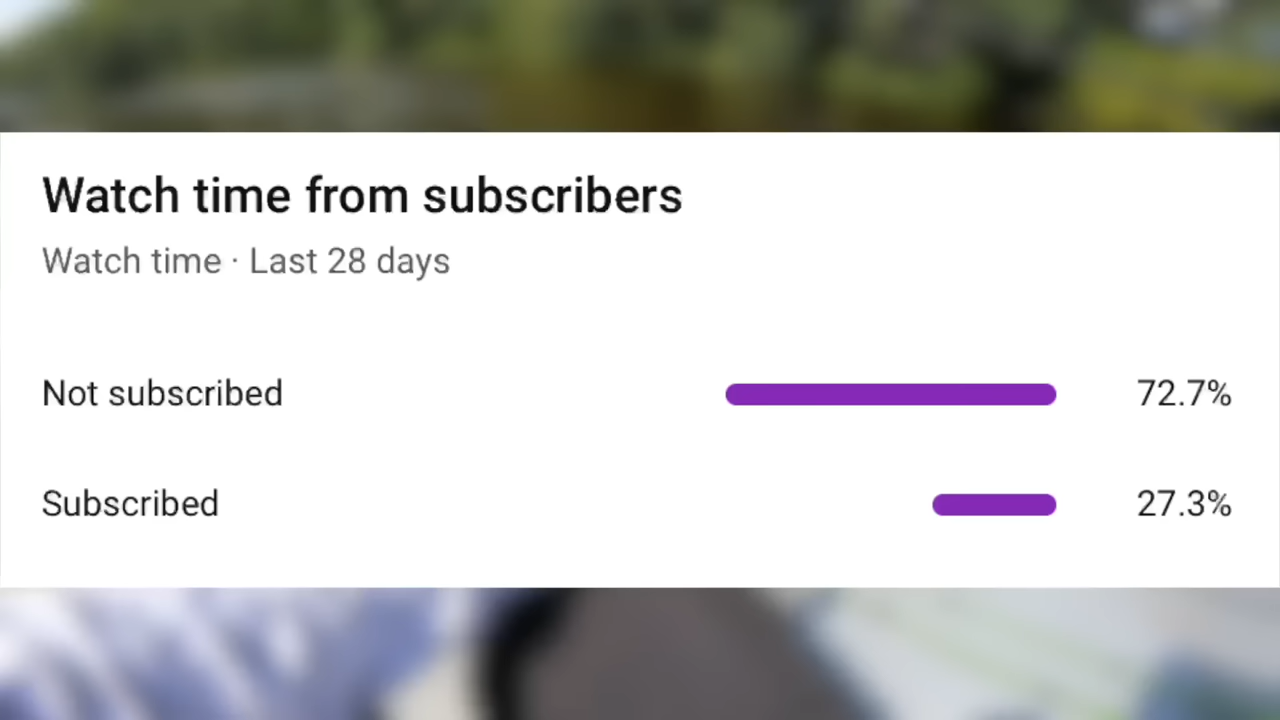 Watch time from subscribers
Watch time · Last 28 days
Not subscribed 72.7%
Subscribed 27.3%